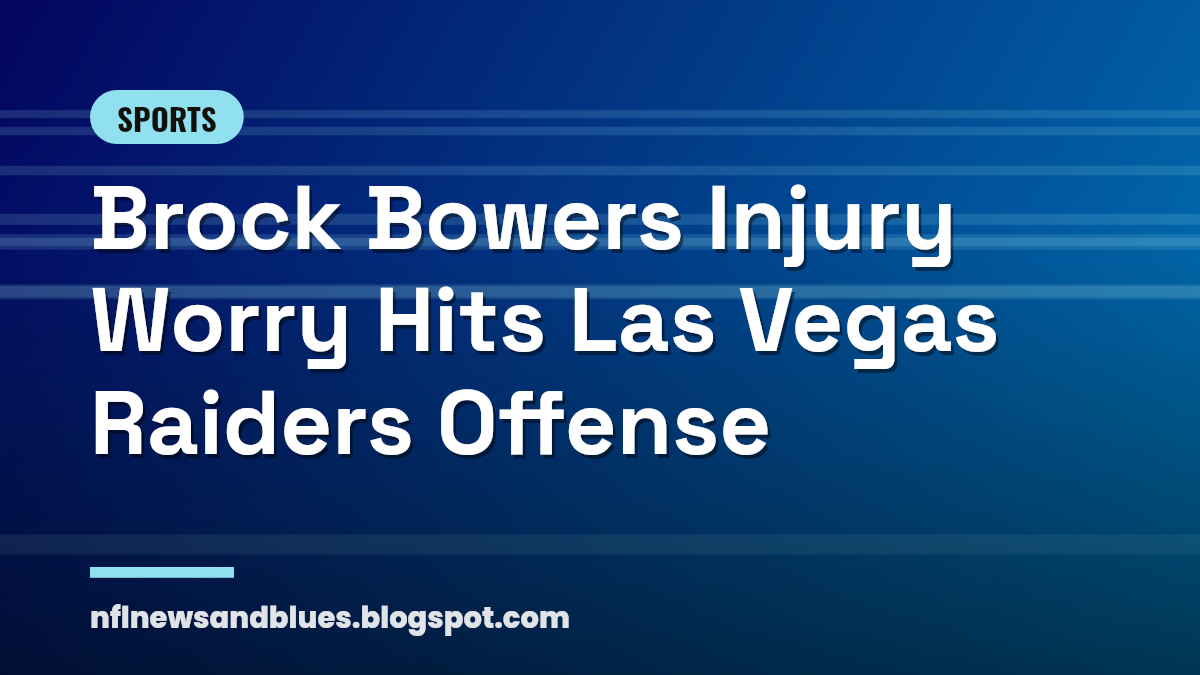 SPORTS
Brock Bowers Injury
Worry Hits Las Vegas
Raiders Offense
nflnewsandblues.blogspot.com